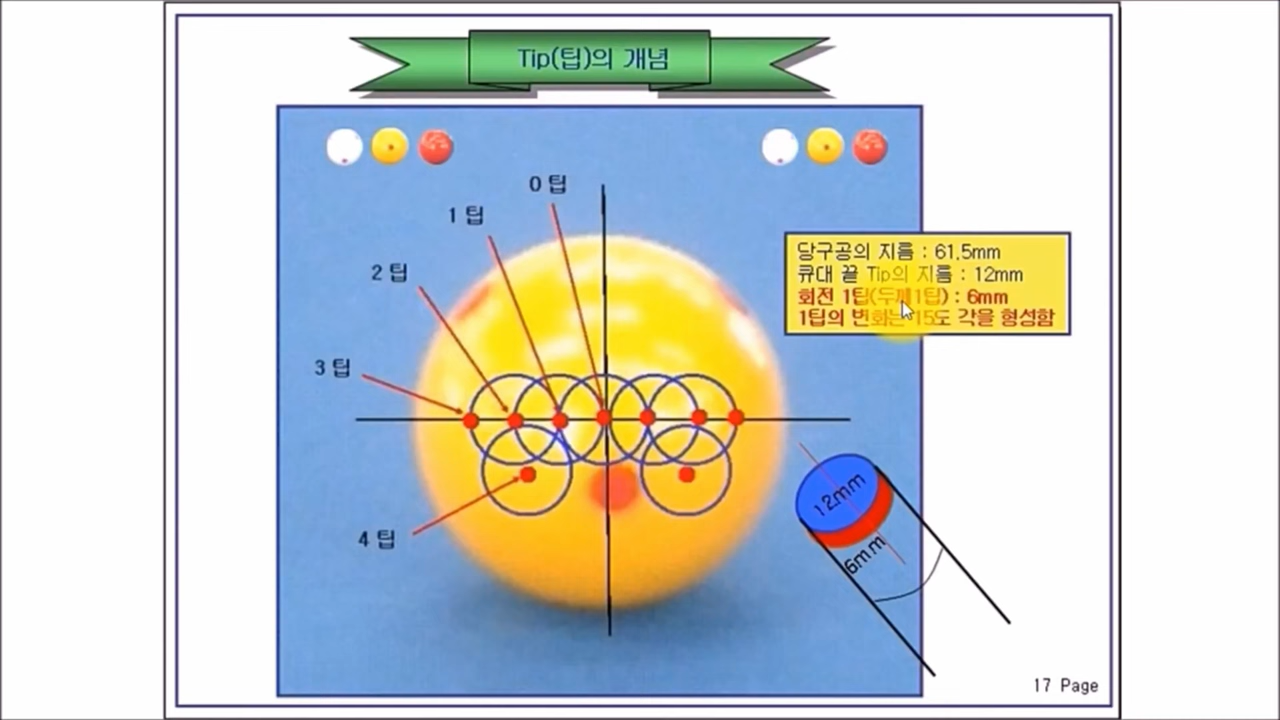 Tip(팁)의 개념
0 팁
1 팁
2 팁
3 팁
4 팁
당구공의 지름 : 61.5mm
큐대 끝 Tip의 지름 : 12mm
회전 1팁(두께1팁) : 6mm
1팁의 변화는 15도 각을 형성함
12mm
6mm
17 Page